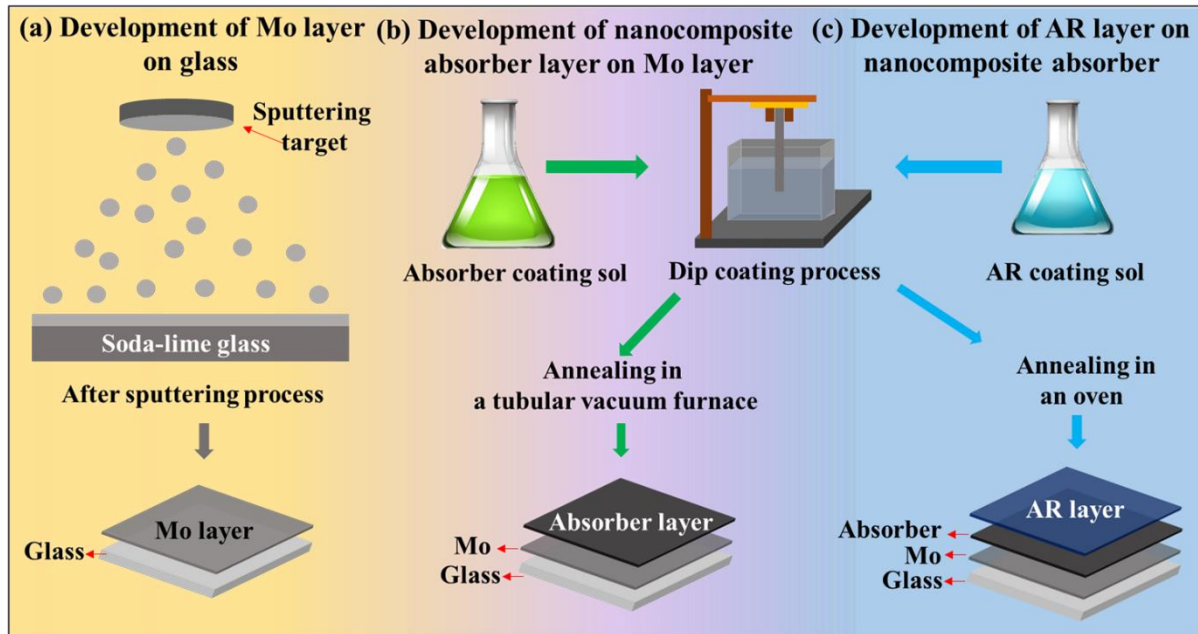 (a) Development of Mo layer
on glass
Sputtering
target
Soda-lime glass
After sputtering process
Mo layer
Glass
(b) Development of nanocomposite
absorber layer on Mo layer
Absorber coating sol
Dip coating process
Annealing in
a tubular vacuum furnace
Absorber layer
Mo
Glass
(c) Development of AR layer on
nanocomposite absorber
AR coating sol
Annealing in
an oven
AR layer
Absorber
Mo
Glass